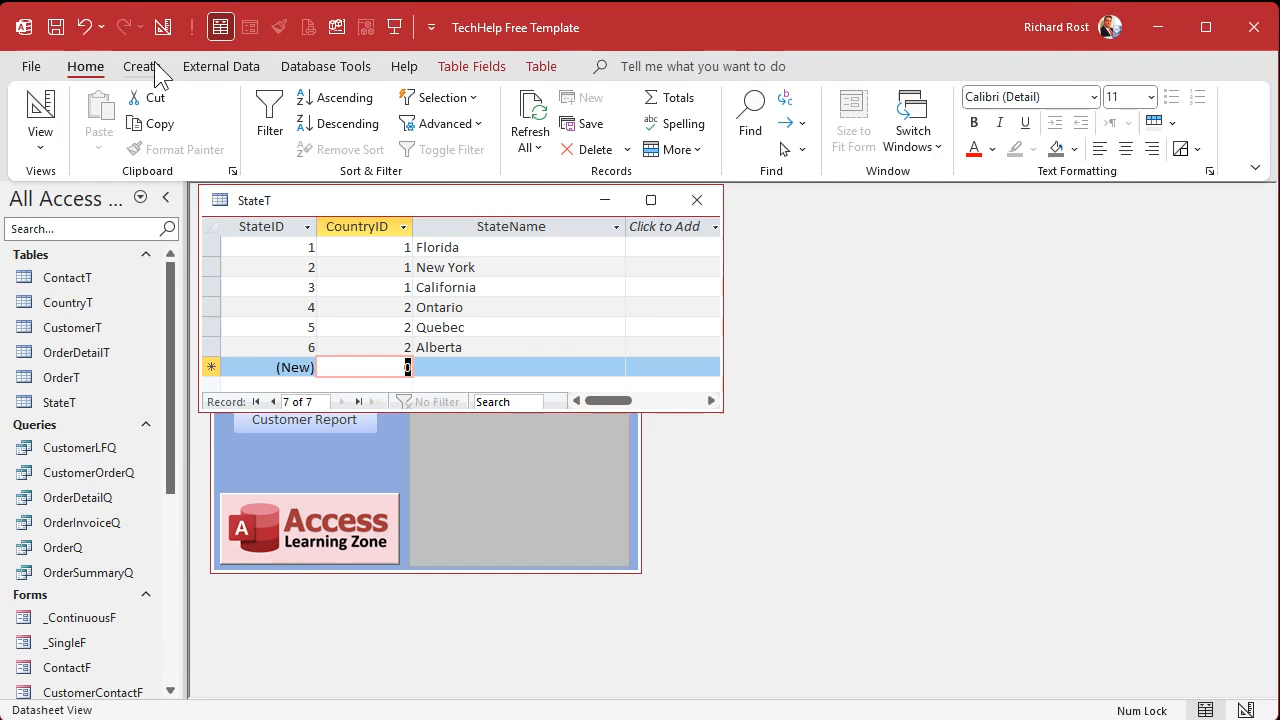 TechHelp Free Template
Richard Rost
File Home Create External Data Database Tools Help Table Fields Table Tell me what you want to do
View
Views
Paste
Cut
Copy
Format Painter
Clipboard
Filter
Ascending
Descending
Remove Sort
Selection
Advanced
Toggle Filter
Sort & Filter
Refresh
All
New
Save
Delete
Totals
Spelling
More
Records
Find
Find
Size to
Fit Form
Switch
Windows
Window
Calibri (Detail) 11
B I U
Text Formatting
All Access ...
Search...
Tables
ContactT
CountryT
CustomerT
OrderDetailT
OrderT
StateT
Queries
CustomerLFQ
CustomerOrderQ
OrderDetailQ
OrderInvoiceQ
OrderQ
OrderSummaryQ
Forms
_ContinuousF
_SingleF
ContactF
CustomerContactF
StateT
StateID CountryID StateName Click to Add
1 1 Florida
2 1 New York
3 1 California
4 2 Ontario
5 2 Quebec
6 2 Alberta
(New) 0
Record: 7 of 7 No Filter Search
Customer Report
A Access
Learning Zone
Datasheet View
Num Lock